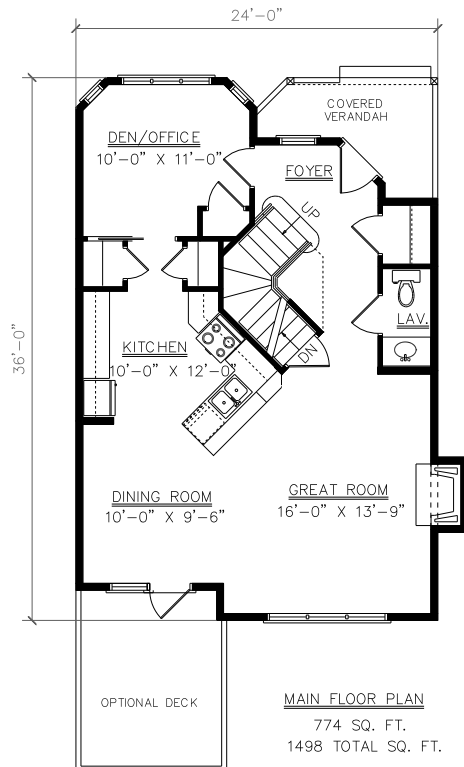 24'-0"
COVERED
VERANDAH
DEN/OFFICE
10'-0" X 11'-0"
FOYER
UP
36'-0"
LAV.
KITCHEN
10'-0" X 12'-0"
DN
DINING ROOM
10'-0" X 9'-6"
GREAT ROOM
16'-0" X 13'-9"
OPTIONAL DECK
MAIN FLOOR PLAN
774 SQ. FT.
1498 TOTAL SQ. FT.